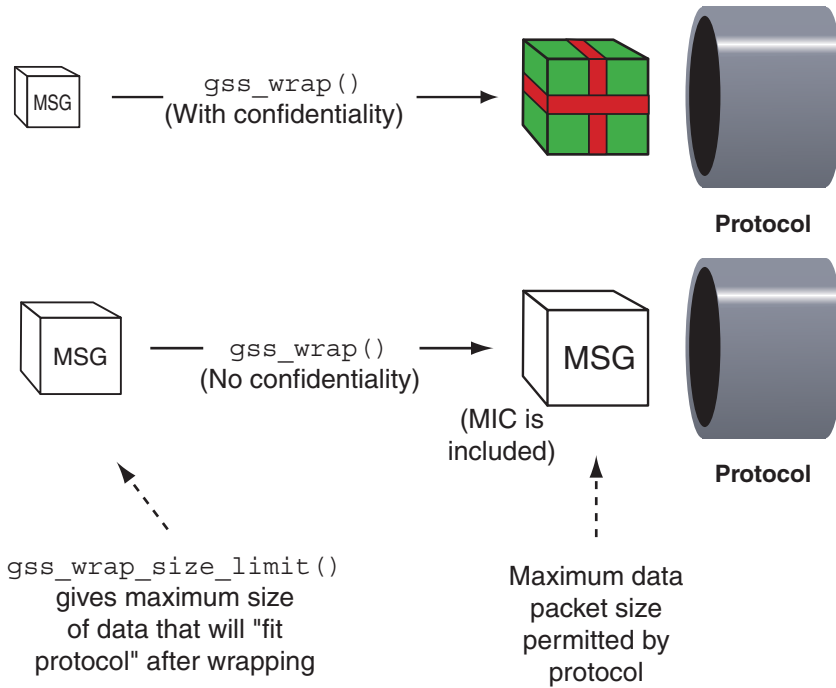 MSG
gss_wrap()
(With confidentiality)
Protocol
MSG
gss_wrap()
(No confidentiality)
MSG
(MIC is
included)
Protocol
gss_wrap_size_limit()
gives maximum size
of data that will "fit
protocol" after wrapping
Maximum data
packet size
permitted by
protocol